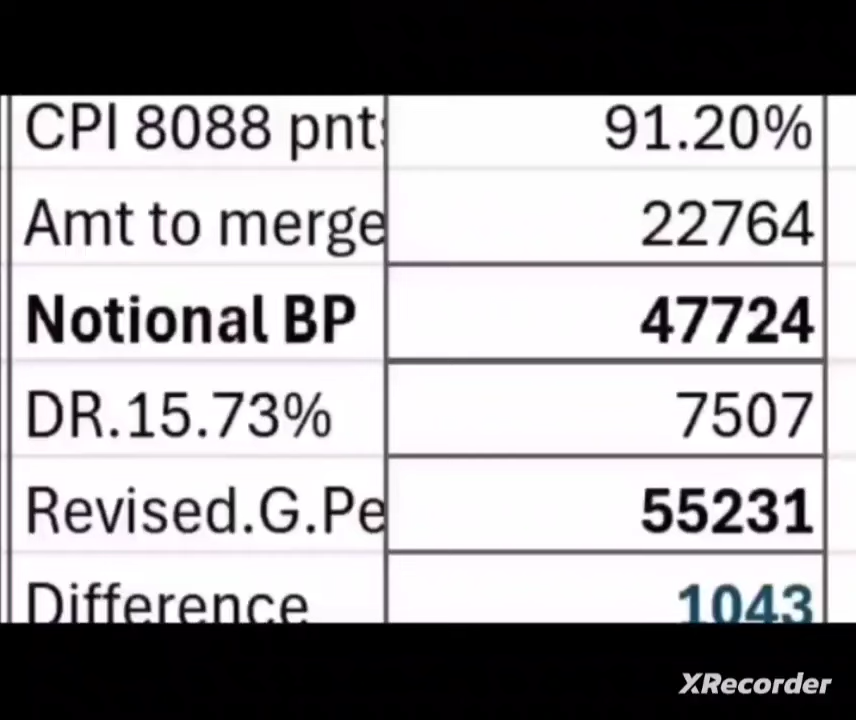 CPI 8088 pnts 91.20%
Amt to merge 22764
Notional BP 47724
DR.15.73% 7507
Revised.G.Pe 55231
Difference 1043
XRecorder